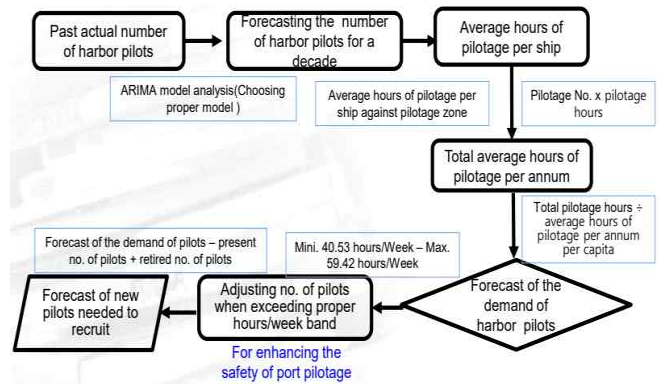 Past actual number
of harbor pilots
Forecasting the number
of harbor pilots for a
decade
Average hours of
pilotage per ship
ARIMA model analysis(Choosing
proper model )
Average hours of pilotage per
ship against pilotage zone
Pilotage No. x pilotage
hours
Total average hours of
pilotage per annum
Total pilotage hours ÷
average hours of
pilotage per annum
per capita
Forecast of the demand of pilots – present
no. of pilots + retired no. of pilots
Mini. 40.53 hours/Week – Max.
59.42 hours/Week
Forecast of new
pilots needed to
recruit
Adjusting no. of pilots
when exceeding proper
hours/week band
Forecast of the
demand of
harbor pilots
For enhancing the
safety of port pilotage